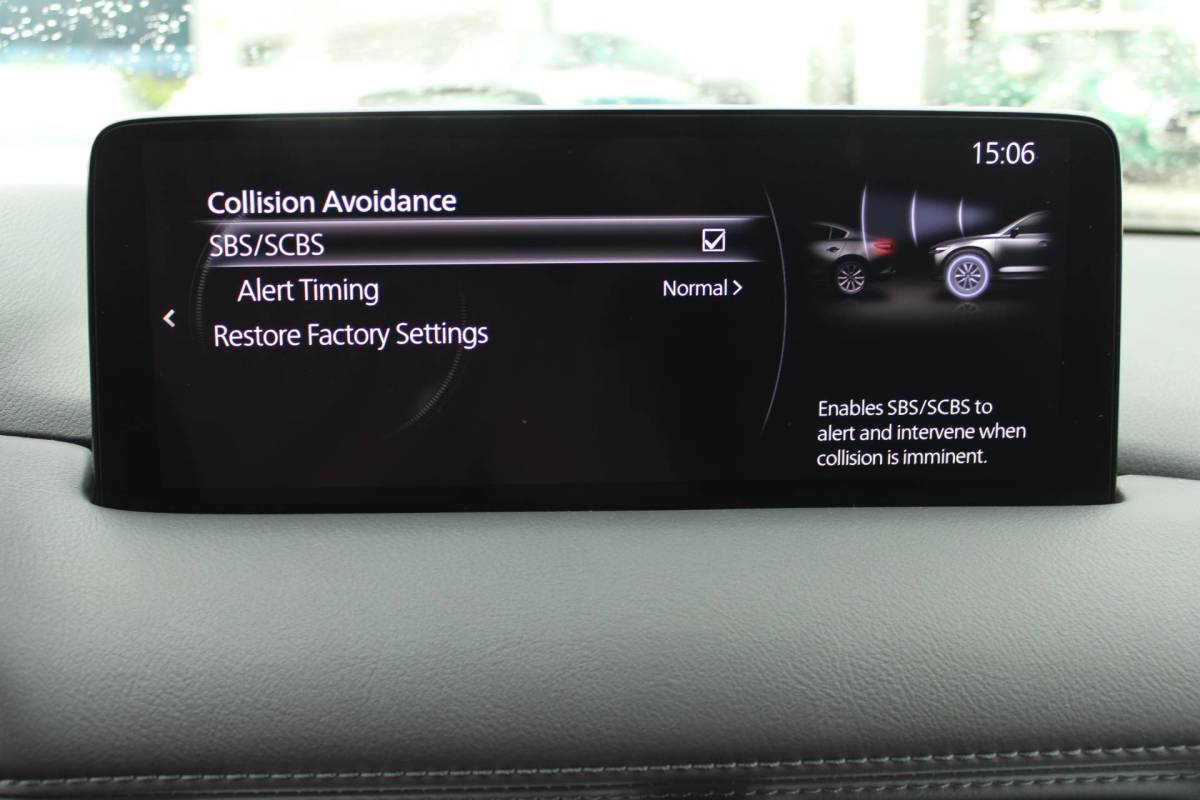 15:06
Collision Avoidance
SBS/SCBS
Alert Timing Normal
Restore Factory Settings
Enables SBS/SCBS to
alert and intervene when
collision is imminent.